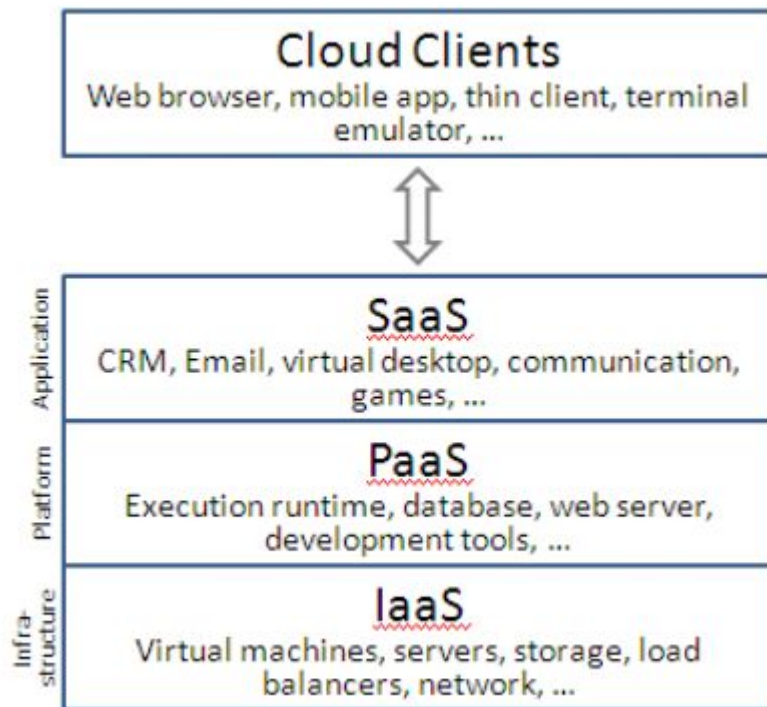 Cloud Clients
Web browser, mobile app, thin client, terminal
emulator, ...
Application
SaaS
CRM, Email, virtual desktop, communication,
games, ...
Platform
PaaS
Execution runtime, database, web server,
development tools, ...
Infra-
structure
IaaS
Virtual machines, servers, storage, load
balancers, network, ...